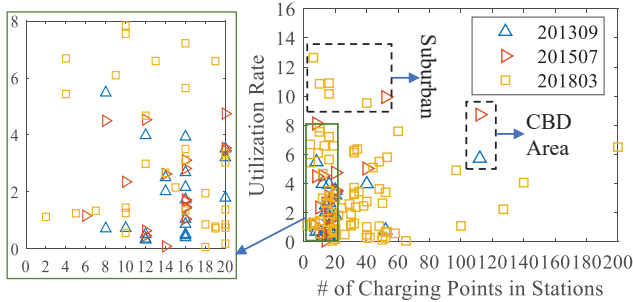 8
6
4
2
0
0 2 4 6 8 10 12 14 16 18 20
Utilization Rate
16
14
12
10
8
6
4
2
0
0 20 40 60 80 100 120 140 160 180 200
# of Charging Points in Stations
201309
201507
201803
Suburban
CBD
Area